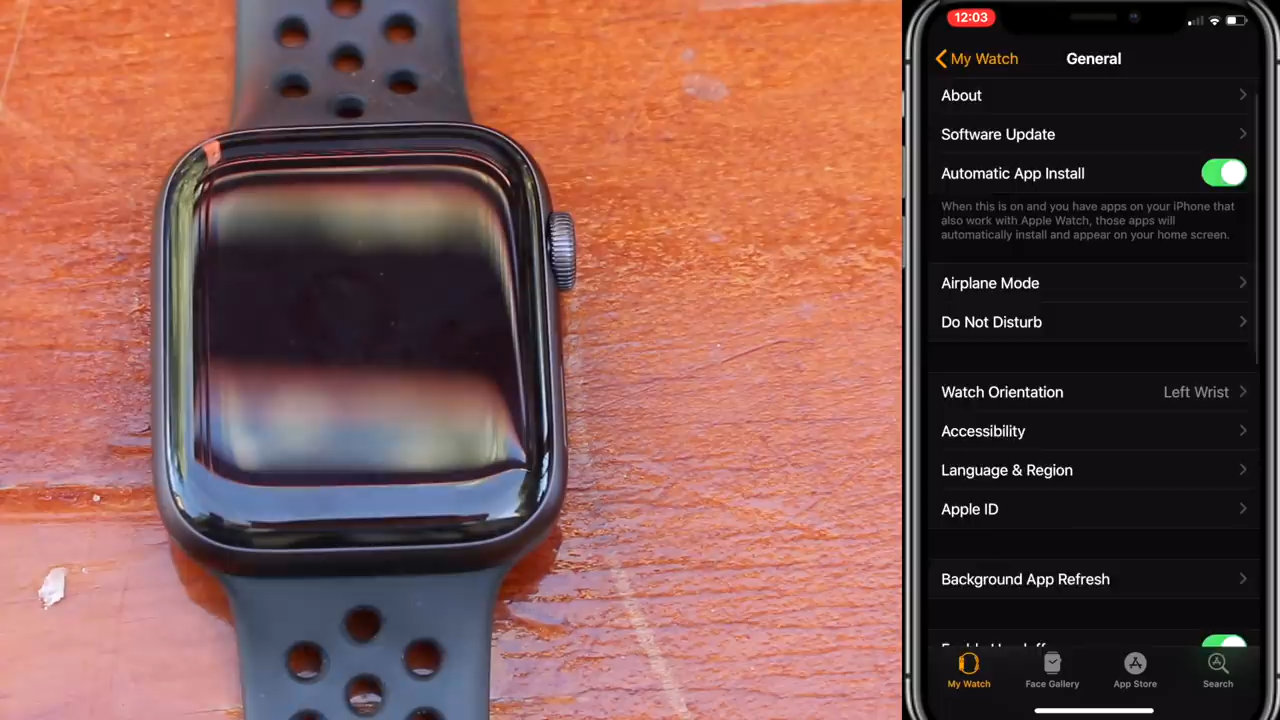 12:03
My Watch
General
About
Software Update
Automatic App Install
When this is on and you have apps on your iPhone that
also work with Apple Watch, those apps will
automatically install and appear on your home screen.
Airplane Mode
Do Not Disturb
Watch Orientation Left Wrist
Accessibility
Language & Region
Apple ID
Background App Refresh
My Watch
Face Gallery
App Store
Search